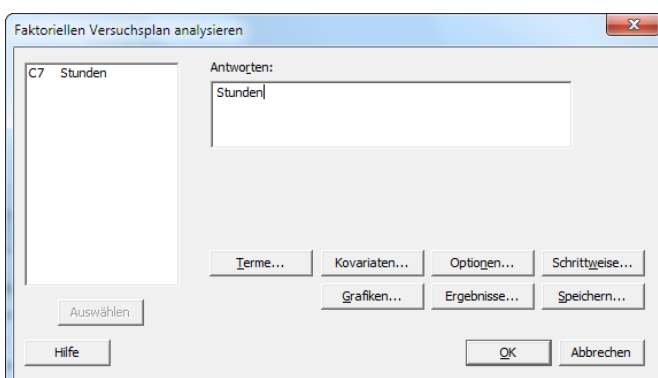 Faktoriellen Versuchsplan analysieren
C7 Stunden
Antworten:
Stunden
Terme...
Kovariaten...
Optionen...
Schrittweise...
Grafiken...
Ergebnisse...
Speichern...
Auswählen
Hilfe
OK
Abbrechen